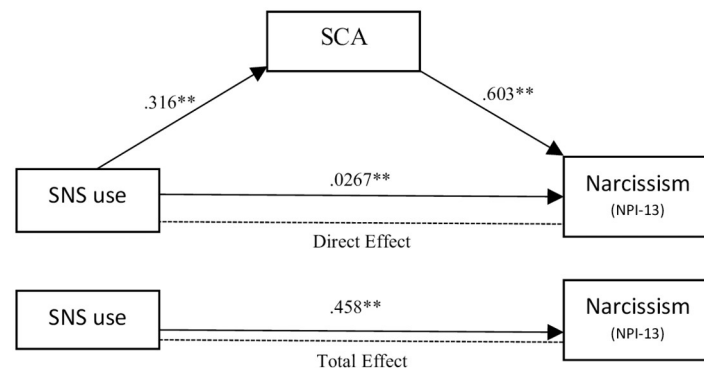 SCA
.316**
.603**
SNS use
.0267**
Narcissism
(NPI-13)
Direct Effect
SNS use
.458**
Narcissism
(NPI-13)
Total Effect